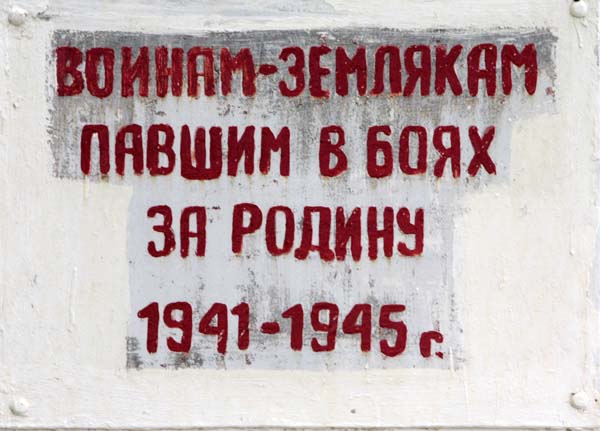 ВОИНАМ-ЗЕМЛЯКАМ
ПАВШИМ В БОЯХ
ЗА РОДИНУ
1941-1945 г.